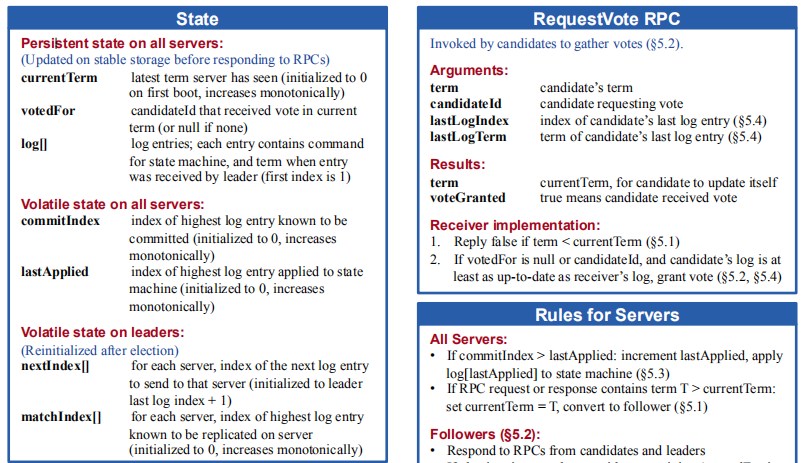 State
Persistent state on all servers:
(Updated on stable storage before responding to RPCs)
currentTerm latest term server has seen (initialized to 0
on first boot, increases monotonically)
votedFor candidateId that received vote in current
term (or null if none)
log[] log entries; each entry contains command
for state machine, and term when entry
was received by leader (first index is 1)
Volatile state on all servers:
commitIndex index of highest log entry known to be
committed (initialized to 0, increases
monotonically)
lastApplied index of highest log entry applied to state
machine (initialized to 0, increases
monotonically)
Volatile state on leaders:
(Reinitialized after election)
nextIndex[] for each server, index of the next log entry
to send to that server (initialized to leader
last log index + 1)
matchIndex[] for each server, index of highest log entry
known to be replicated on server
(initialized to 0, increases monotonically)
RequestVote RPC
Invoked by candidates to gather votes (§5.2).
Arguments:
term candidate's term
candidateId candidate requesting vote
lastLogIndex index of candidate's last log entry (§5.4)
lastLogTerm term of candidate's last log entry (§5.4)
Results:
term currentTerm, for candidate to update itself
voteGranted true means candidate received vote
Receiver implementation:
1. Reply false if term < currentTerm (§5.1)
2. If votedFor is null or candidateId, and candidate's log is at
least as up-to-date as receiver's log, grant vote (§5.2, §5.4)
Rules for Servers
All Servers:
• If commitIndex > lastApplied: increment lastApplied, apply
log[lastApplied] to state machine (§5.3)
• If RPC request or response contains term T > currentTerm:
set currentTerm = T, convert to follower (§5.1)
Followers (§5.2):
• Respond to RPCs from candidates and leaders